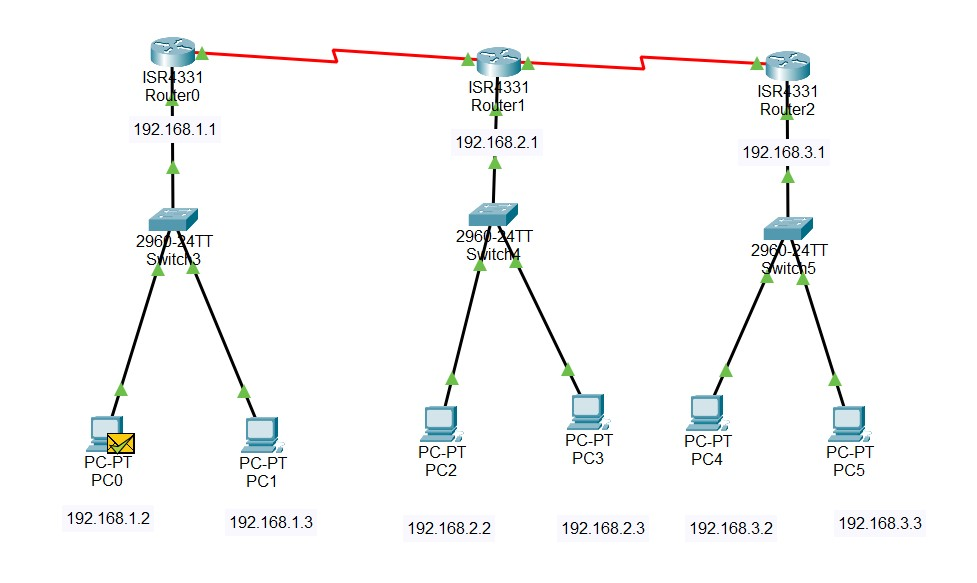 ISR4331
Router0
192.168.1.1
ISR4331
Router1
192.168.2.1
ISR4331
Router2
192.168.3.1
2960-24TT
Switch3
2960-24TT
Switch4
2960-24TT
Switch5
PC-PT
PC0
PC-PT
PC1
PC-PT
PC2
PC-PT
PC3
PC-PT
PC4
PC-PT
PC5
192.168.1.2
192.168.1.3
192.168.2.2
192.168.2.3
192.168.3.2
192.168.3.3